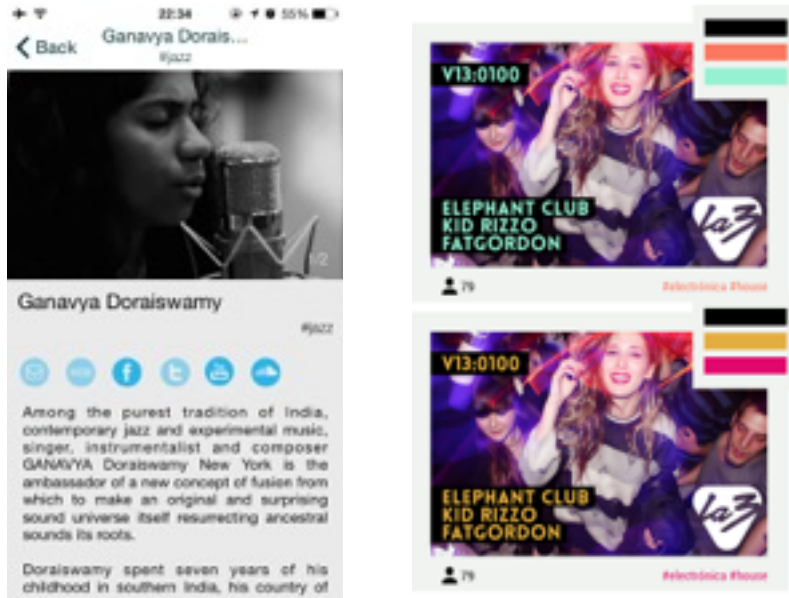 22:34
55%
Back
Ganavya Dorais...
#jazz
1/2
Ganavya Doraiswamy
#jazz
Among the purest tradition of India,
contemporary jazz and experimental music,
singer, instrumentalist and composer
GANAVYA Doraiswamy New York is the
ambassador of a new concept of fusion from
which to make an original and surprising
sound universe itself resurrecting ancestral
sounds its roots.
Doraiswamy spent seven years of his
childhood in southern India, his country of
V13:0100
ELEPHANT CLUB
KID RIZZO
FATGORDON
La3
79
#electrónica #house
V13:0100
ELEPHANT CLUB
KID RIZZO
FATGORDON
La3
79
#electrónica #house